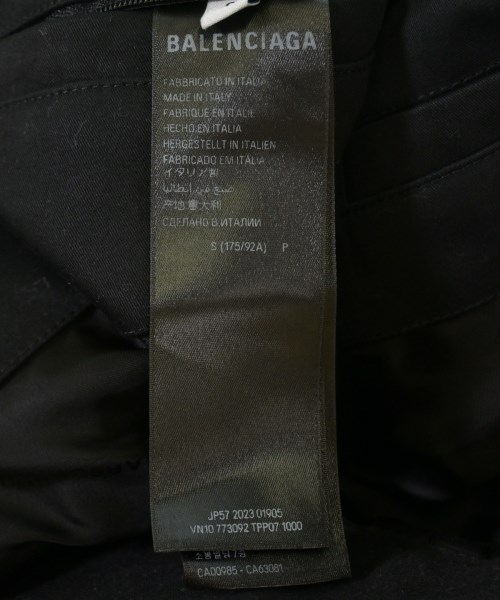 BALENCIAGA
FABBRICATO IN ITALIA
MADE IN ITALY
FABRIQUE EN ITALIE
HECHO EN ITALIA
HERGESTELLT IN ITALIEN
FABRICADO EM ITALIA
イタリア製
صنع في إيطاليا
产地意大利
СДЕЛАНО В ИТАЛИИ
S (175/92A) P
JP57 2023 01905
VN10 773092 TPP07 1000
CA00985 - CA63081